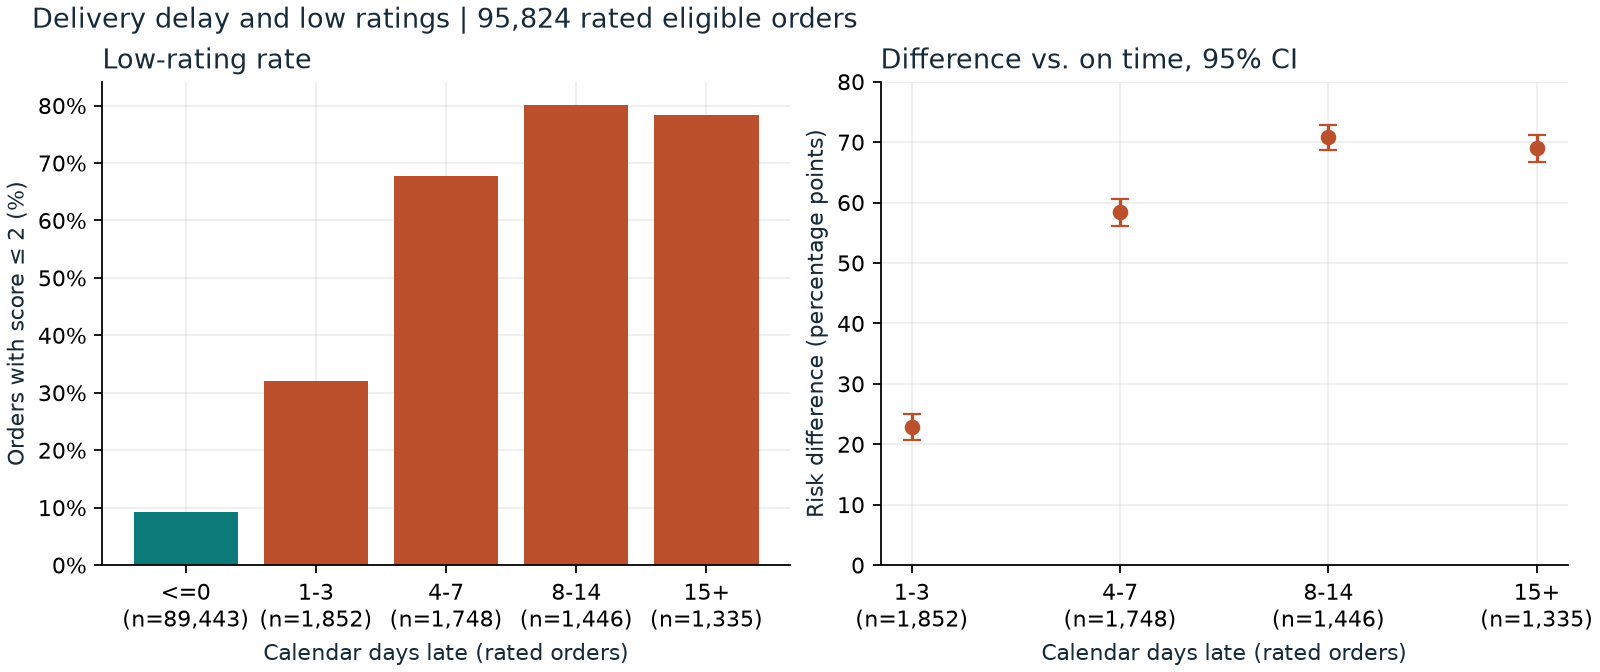 Delivery delay and low ratings | 95,824 rated eligible orders
Low-rating rate
Orders with score ≤ 2 (%)
80%
70%
60%
50%
40%
30%
20%
10%
0%
<=0 1-3 4-7 8-14 15+
(n=89,443) (n=1,852) (n=1,748) (n=1,446) (n=1,335)
Calendar days late (rated orders)
Difference vs. on time, 95% CI
Risk difference (percentage points)
80
70
60
50
40
30
20
10
0
1-3 4-7 8-14 15+
(n=1,852) (n=1,748) (n=1,446) (n=1,335)
Calendar days late (rated orders)